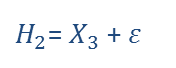 H₂= X₃ + ε